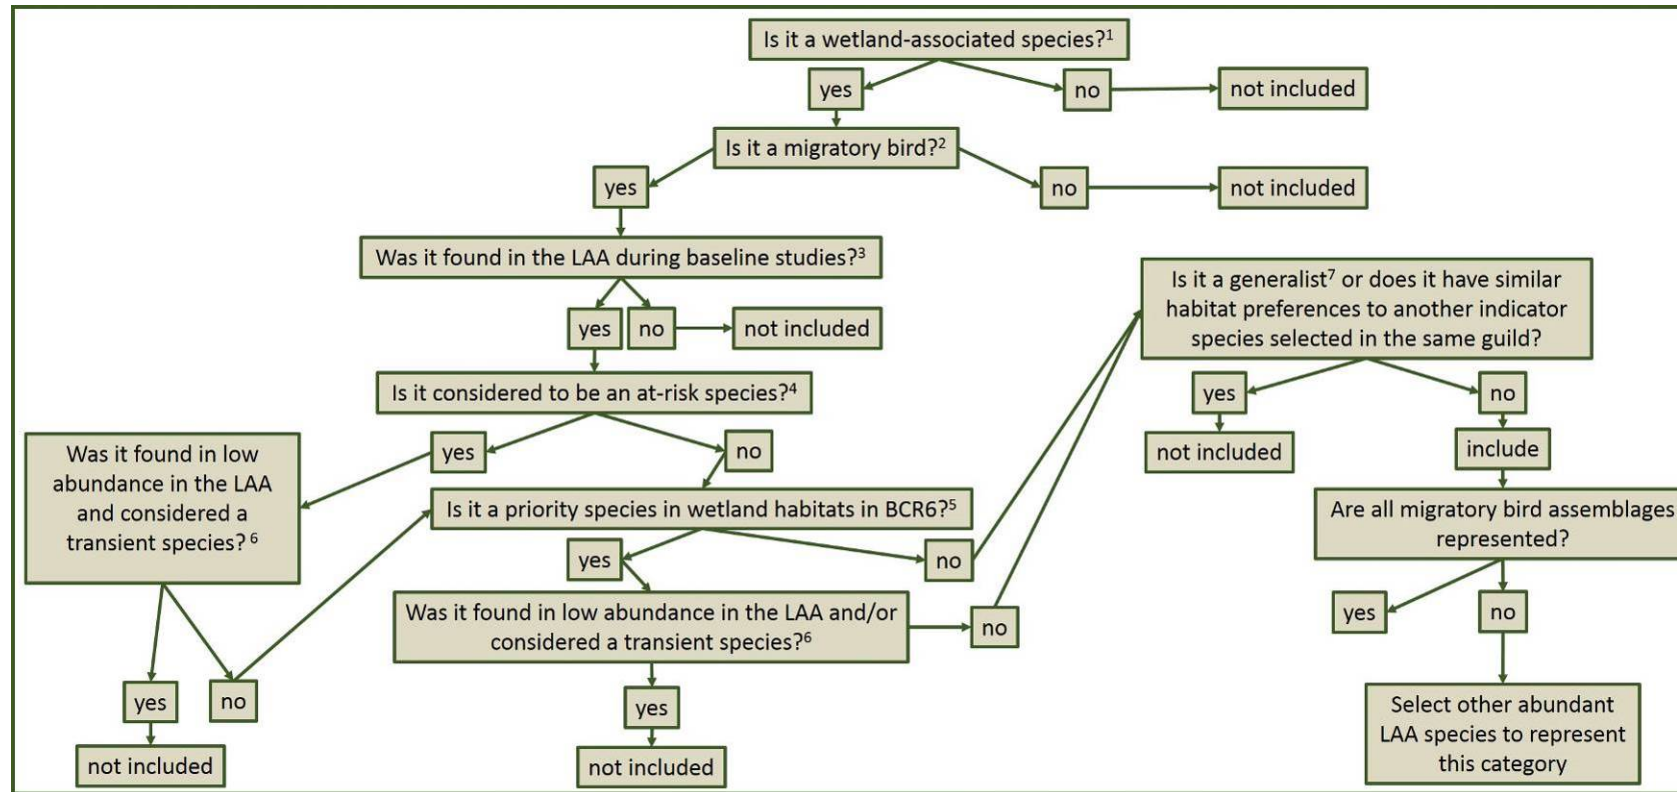 Is it a wetland-associated species?¹
yes
no
not included
Is it a migratory bird?²
yes
no
not included
Was it found in the LAA during baseline studies?³
yes
no
not included
Is it considered to be an at-risk species?⁴
yes
no
Was it found in low
abundance in the LAA
and considered a
transient species? ⁶
yes
no
not included
Is it a priority species in wetland habitats in BCR6?⁵
yes
no
Was it found in low abundance in the LAA and/or
considered a transient species?⁶
no
yes
not included
Is it a generalist⁷ or does it have similar
habitat preferences to another indicator
species selected in the same guild?
yes
no
not included
include
Are all migratory bird assemblages
represented?
yes
no
Select other abundant
LAA species to represent
this category